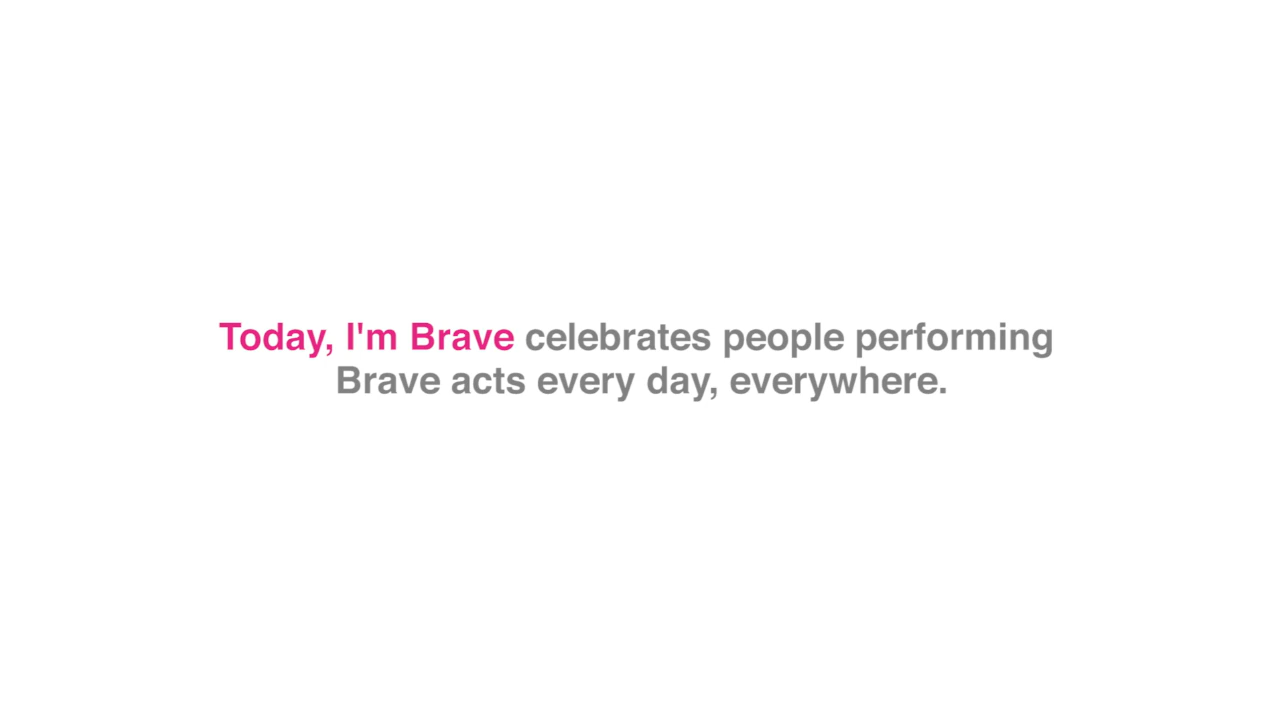 Today, I'm Brave celebrates people performing
Brave acts every day, everywhere.